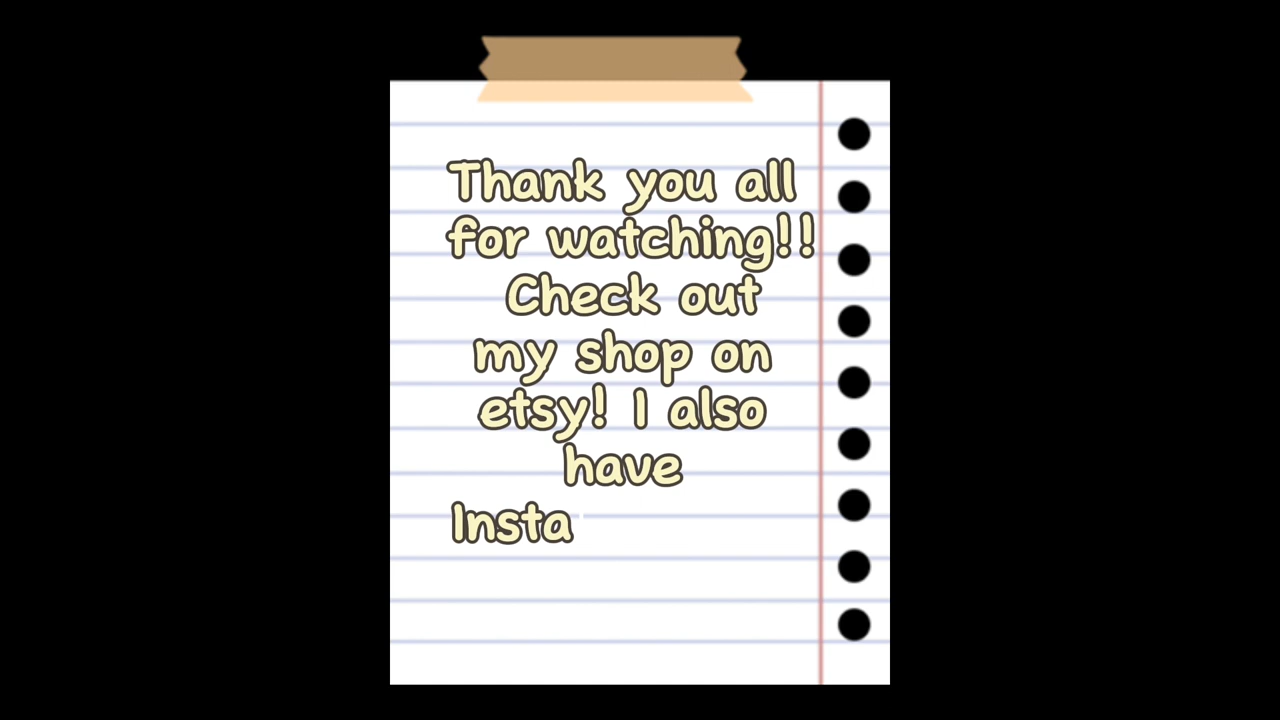 Thank you all
for watching!!
Check out
my shop on
etsy! I also
have
Insta